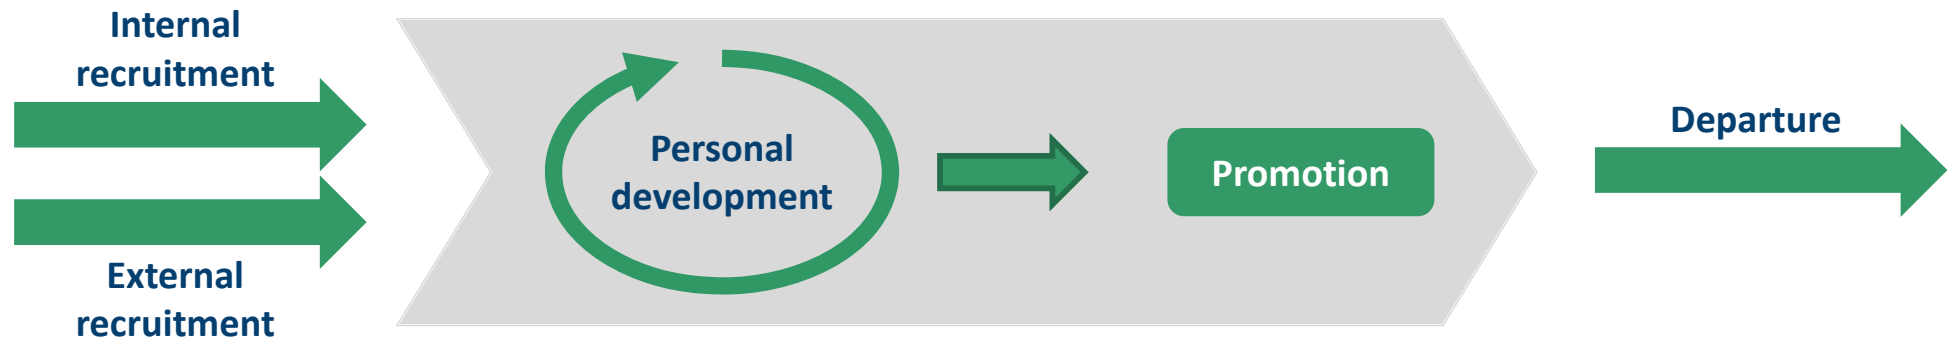 Internal
recruitment
External
recruitment
Personal
development
Promotion
Departure